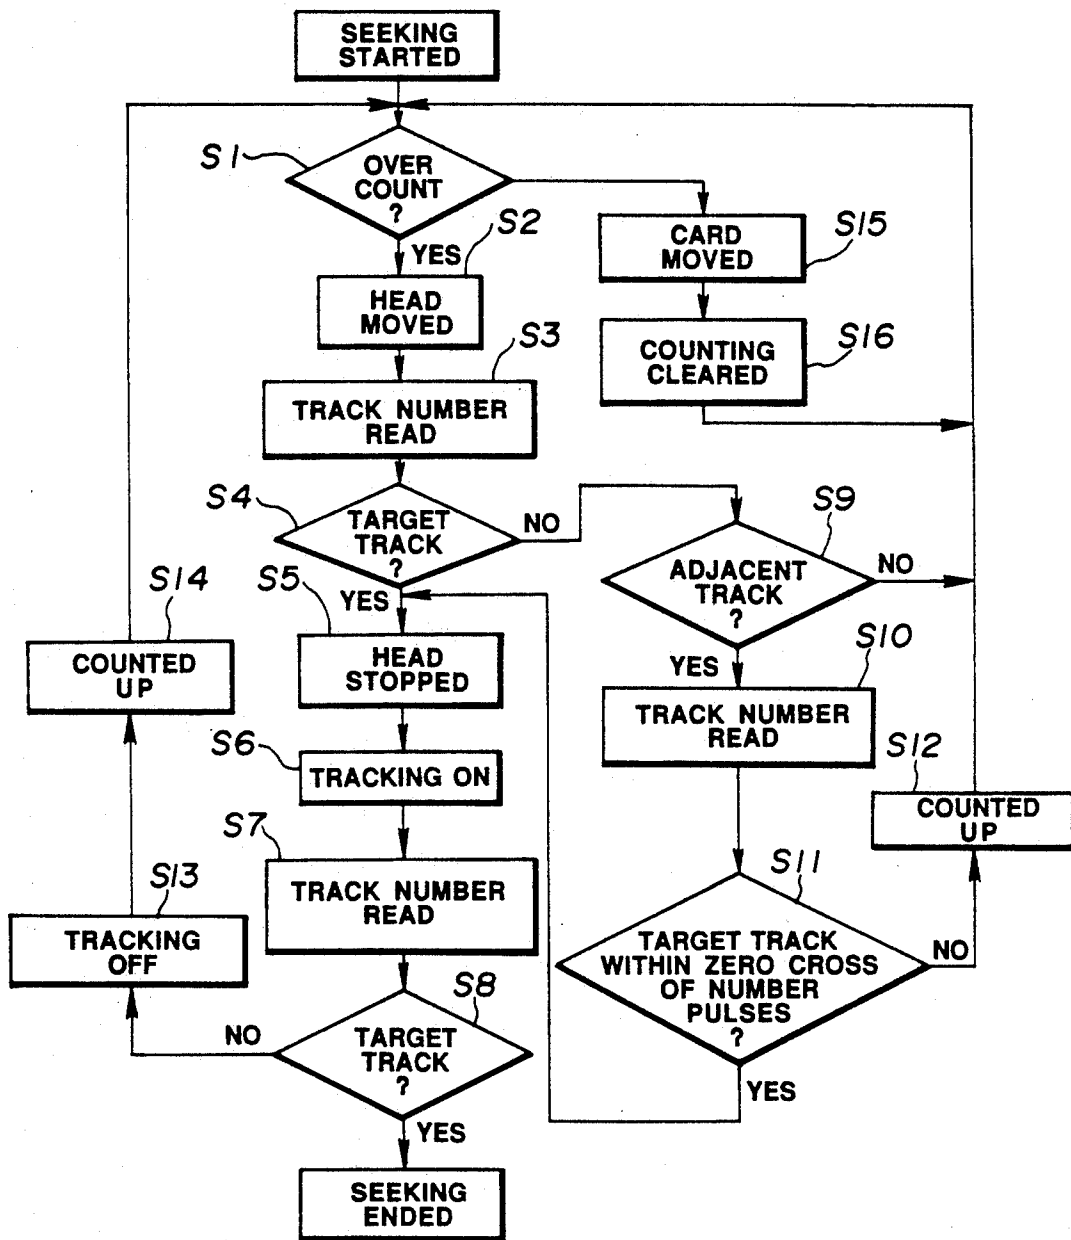 SEEKING
STARTED
S1
OVER
COUNT
?
YES
S2
HEAD
MOVED
S15
CARD
MOVED
S16
COUNTING
CLEARED
S3
TRACK NUMBER
READ
S4
TARGET
TRACK
?
NO
YES
S9
ADJACENT
TRACK
?
NO
YES
S5
HEAD
STOPPED
S14
COUNTED
UP
S10
TRACK NUMBER
READ
S6
TRACKING ON
S12
COUNTED
UP
S7
TRACK NUMBER
READ
S11
TARGET TRACK
WITHIN ZERO CROSS
OF NUMBER
PULSES
?
NO
YES
S13
TRACKING
OFF
S8
TARGET
TRACK
?
NO
YES
SEEKING
ENDED